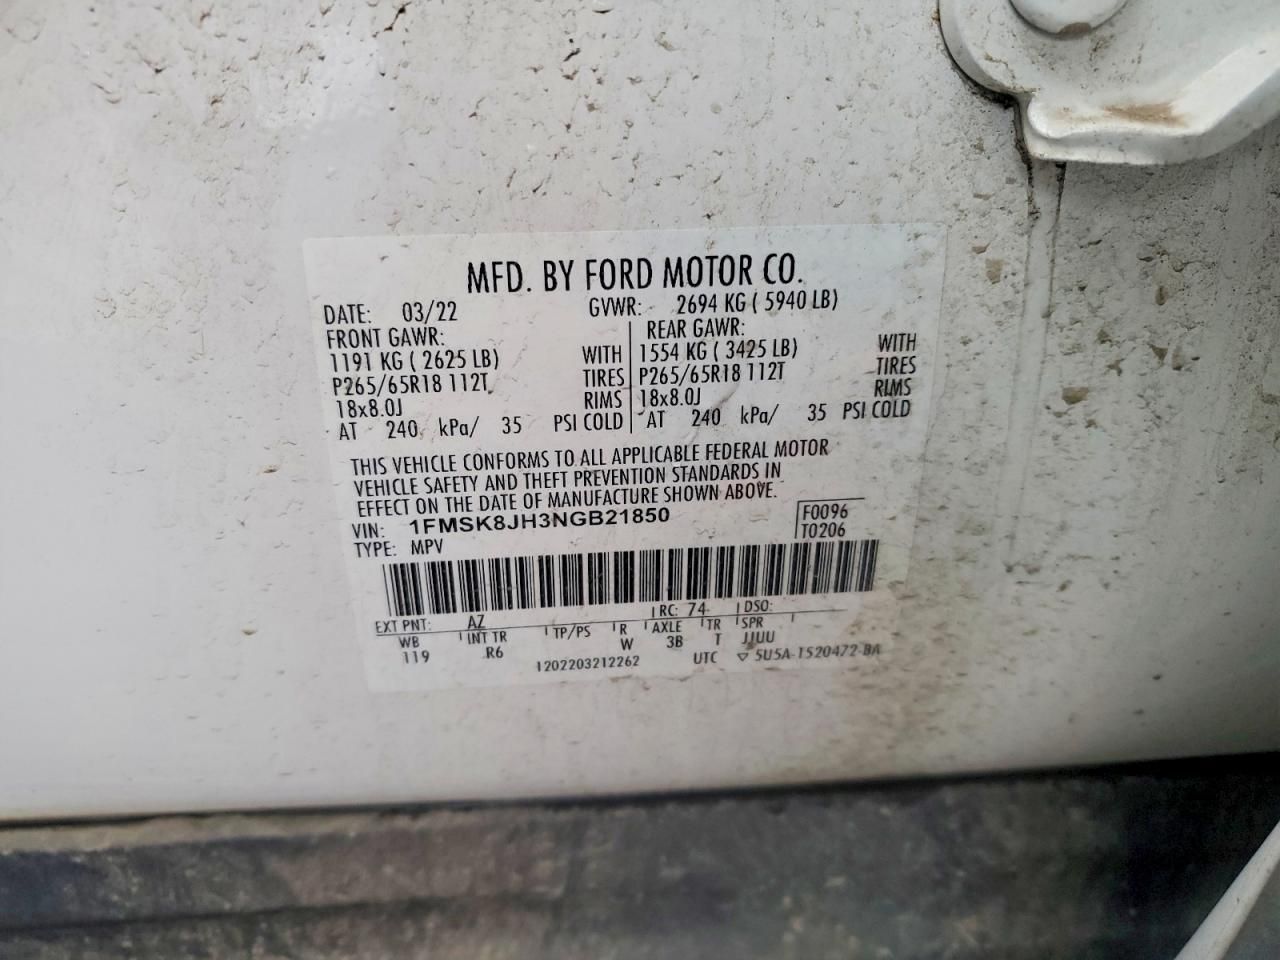 MFD. BY FORD MOTOR CO.
DATE: 03/22 GVWR: 2694 KG ( 5940 LB)
FRONT GAWR: REAR GAWR:
1191 KG ( 2625 LB) WITH 1554 KG ( 3425 LB) WITH
P265/65R18 112T TIRES P265/65R18 112T TIRES
18x8.0J RIMS 18x8.0J RIMS
AT 240 kPa/ 35 PSI COLD AT 240 kPa/ 35 PSI COLD
THIS VEHICLE CONFORMS TO ALL APPLICABLE FEDERAL MOTOR
VEHICLE SAFETY AND THEFT PREVENTION STANDARDS IN
EFFECT ON THE DATE OF MANUFACTURE SHOWN ABOVE.
VIN: 1FMSK8JH3NGB21850 F0096
TYPE: MPV T0206
EXT PNT: AZ RC: 74 DSO:
WB INT TR TP/PS R AXLE TR SPR
119 R6 W 3B T JJUU
1202203212262 UTC ▽ 5U5A-1520472-BA